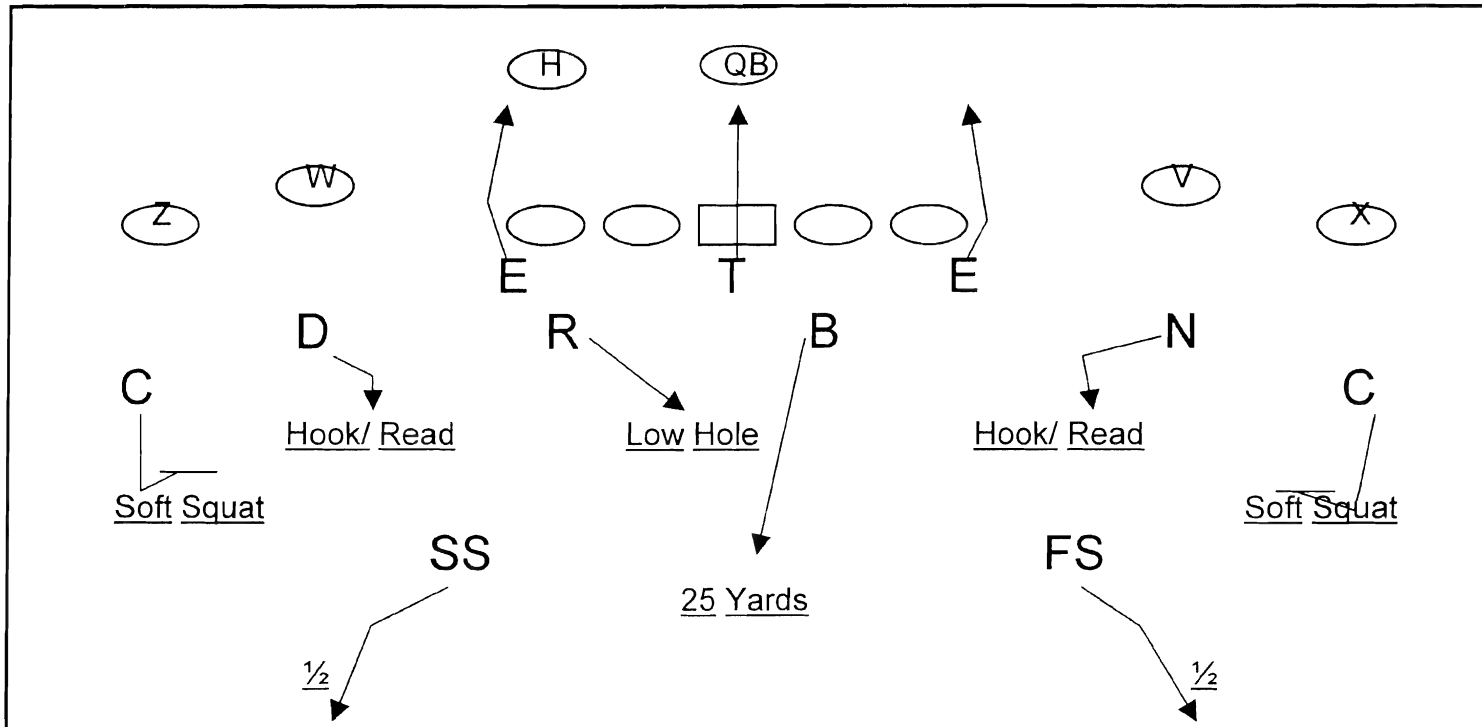 H QB
W V
Z X
E T E
D R B N
C C
Hook/ Read Low Hole Hook/ Read
Soft Squat Soft Squat
SS FS
25 Yards
½ ½